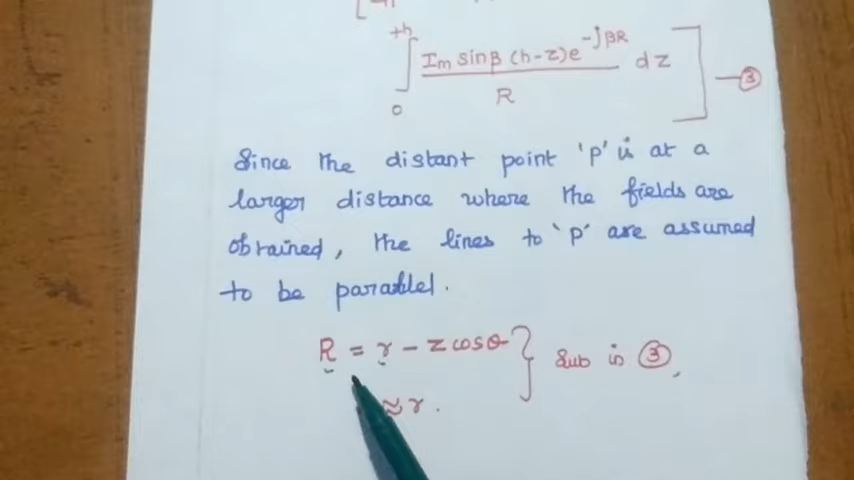 +h
∫ Im sinβ (h-z)e^-jβR / R dz ] —③
0
Since the distant point 'p' is at a
larger distance where the fields are
obtained, the lines to 'p' are assumed
to be parallel.
R = r - z cosθ } Sub in ③,
≈ r.